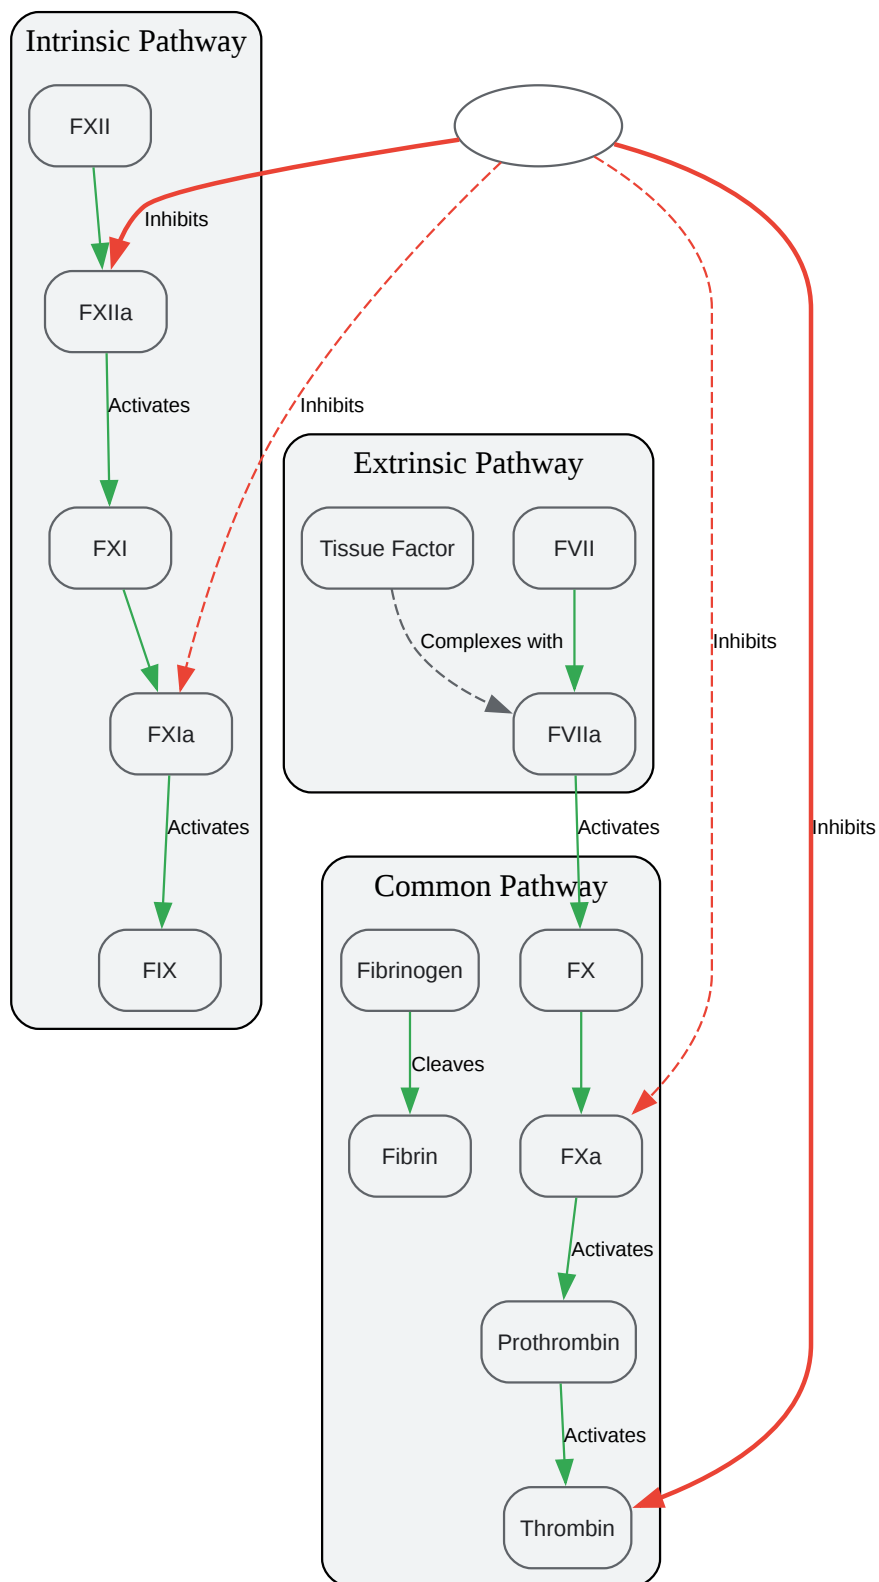 Intrinsic Pathway
FXII
Inhibits
FXIIa
Activates
Inhibits
Extrinsic Pathway
FXI
Tissue Factor
FVII
Complexes with
Inhibits
FXIa
FVIIa
Activates
Activates
Inhibits
Common Pathway
FIX
Fibrinogen
FX
Cleaves
Fibrin
FXa
Activates
Prothrombin
Activates
Thrombin